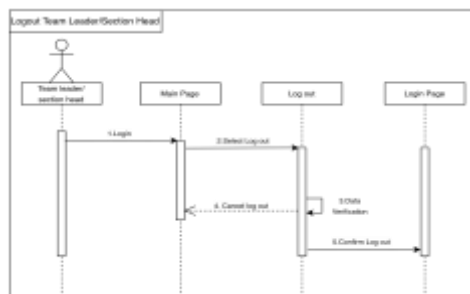 Logout Team Leader/Section Head
Team leader/
section head
Main Page
Log out
Login Page
1.Login
2.Select Log out
3.Data
Verification
4. Cancel log out
5.Confirm Log out